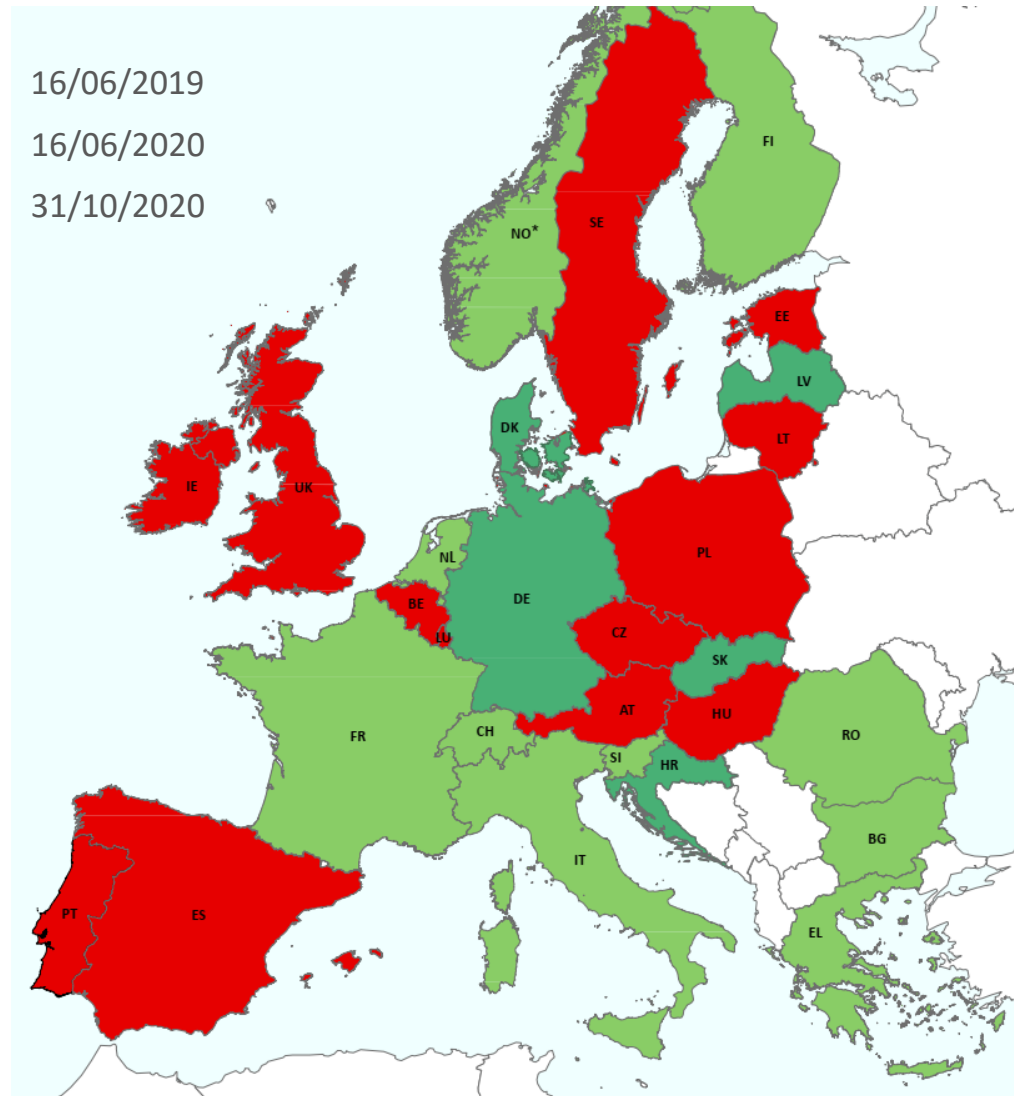 16/06/2019
16/06/2020
31/10/2020
FI
NO*
SE
EE
LV
DK
LT
IE
UK
NL
PL
DE
BE
CZ
LU
SK
AT
HU
CH
FR
RO
SI
HR
BG
IT
PT
ES
EL